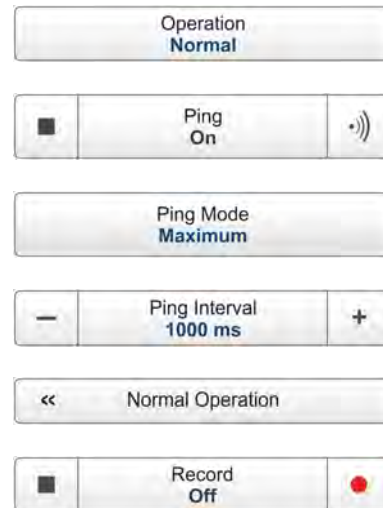 Operation
Normal
Ping
On
Ping Mode
Maximum
Ping Interval
1000 ms
Normal Operation
Record
Off